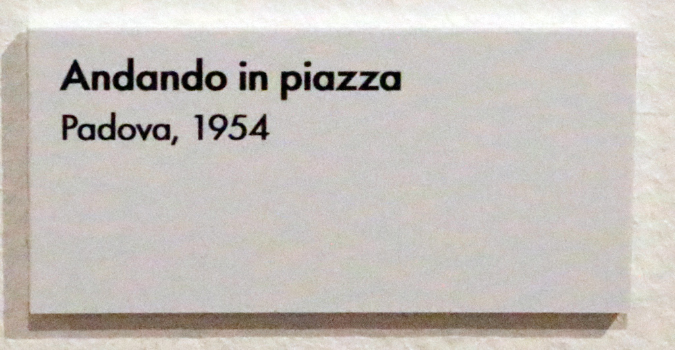 Andando in piazza
Padova, 1954